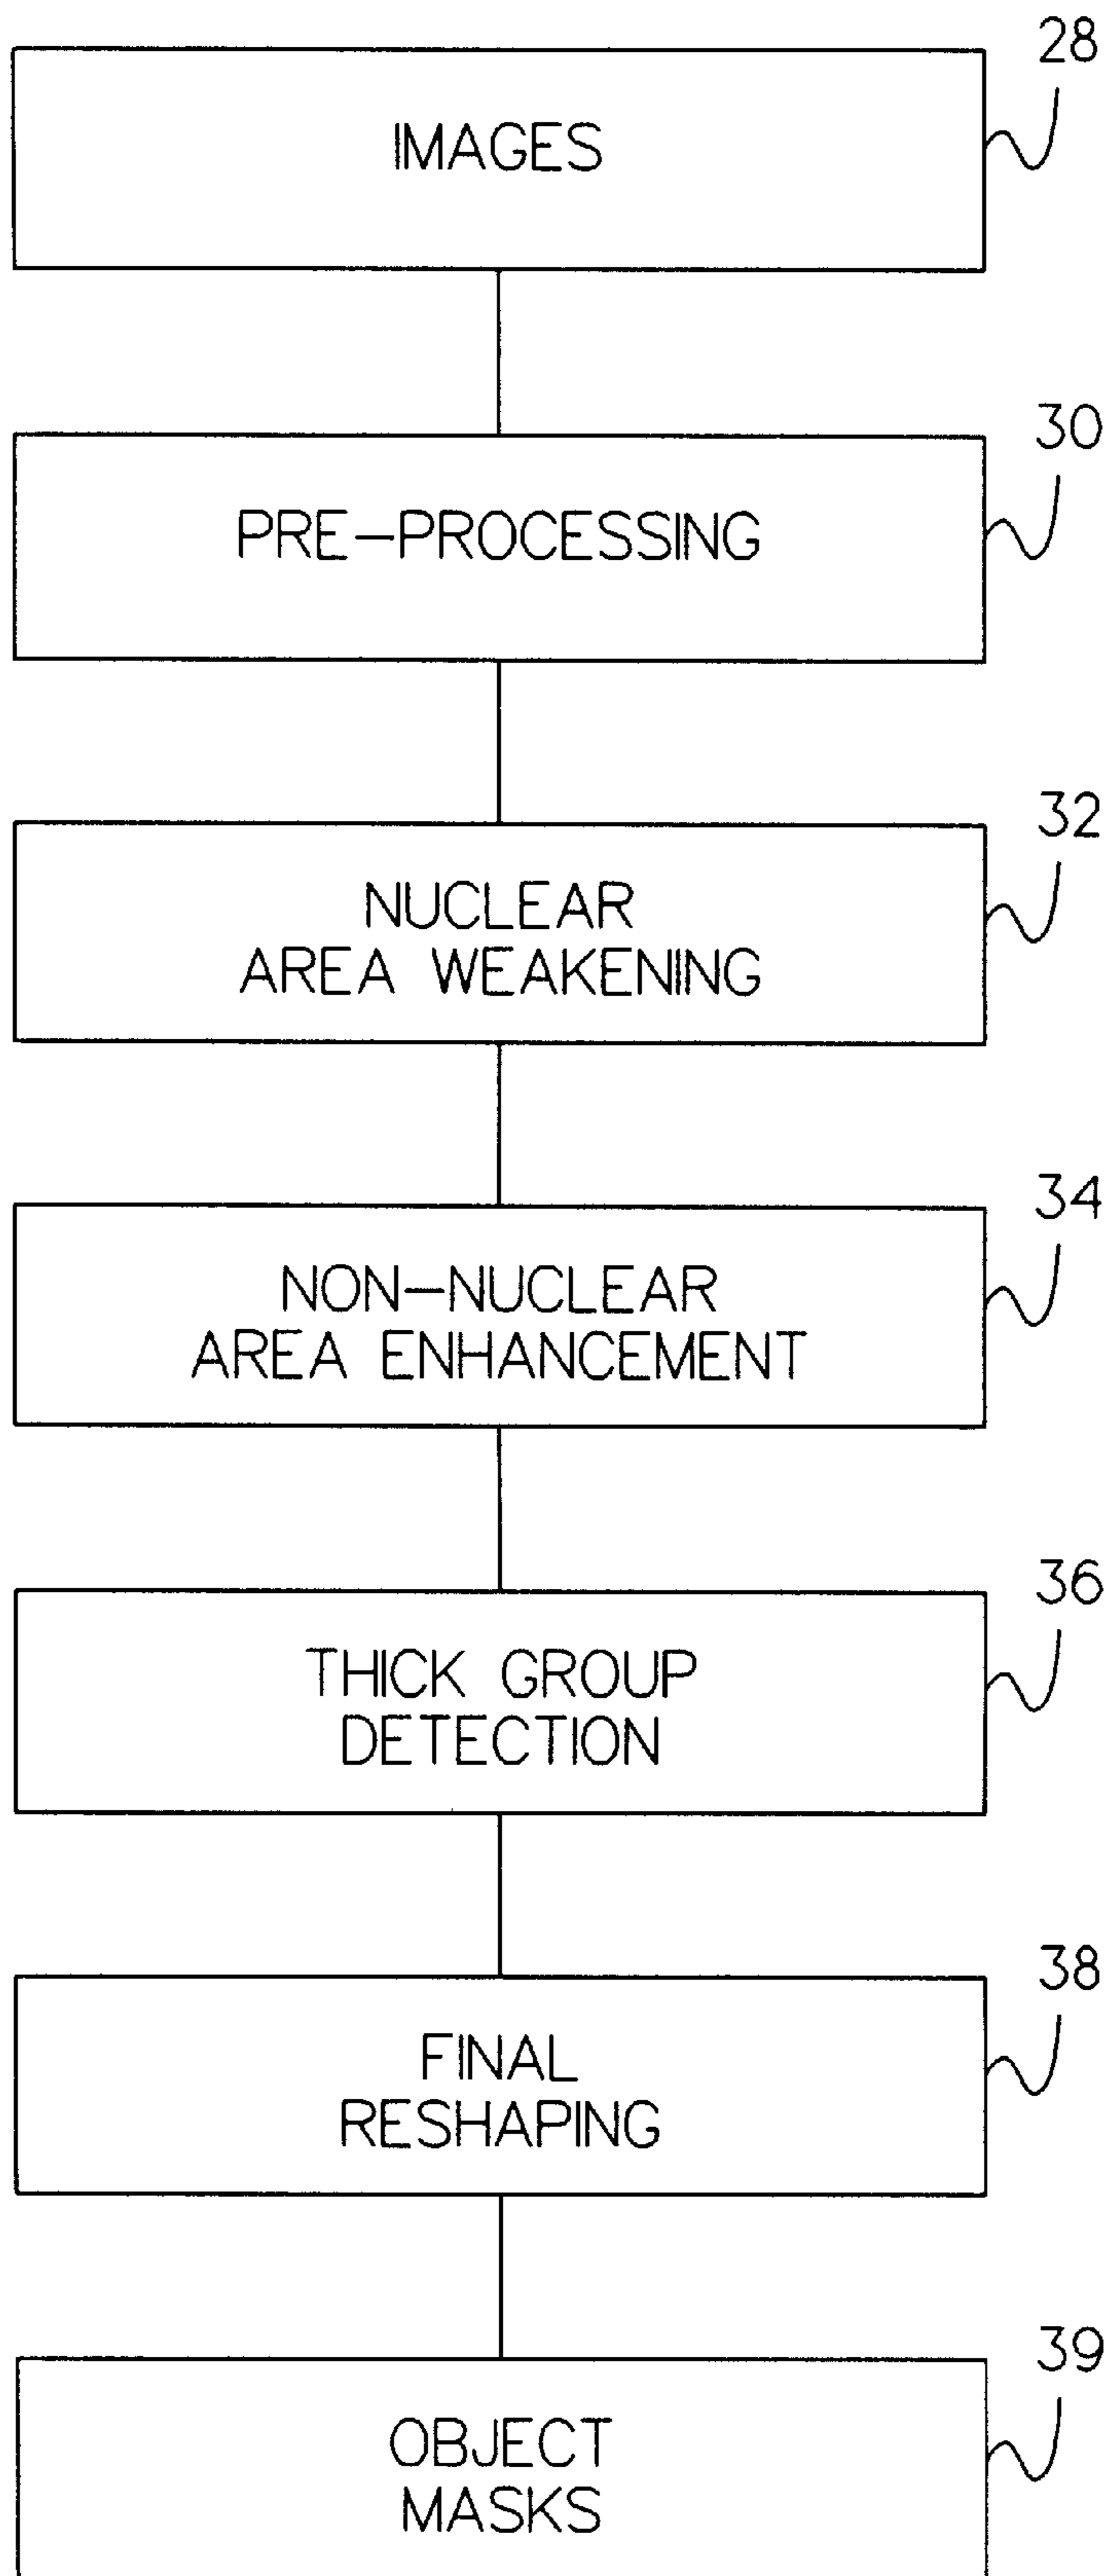 28
IMAGES
30
PRE-PROCESSING
32
NUCLEAR
AREA WEAKENING
34
NON-NUCLEAR
AREA ENHANCEMENT
36
THICK GROUP
DETECTION
38
FINAL
RESHAPING
39
OBJECT
MASKS